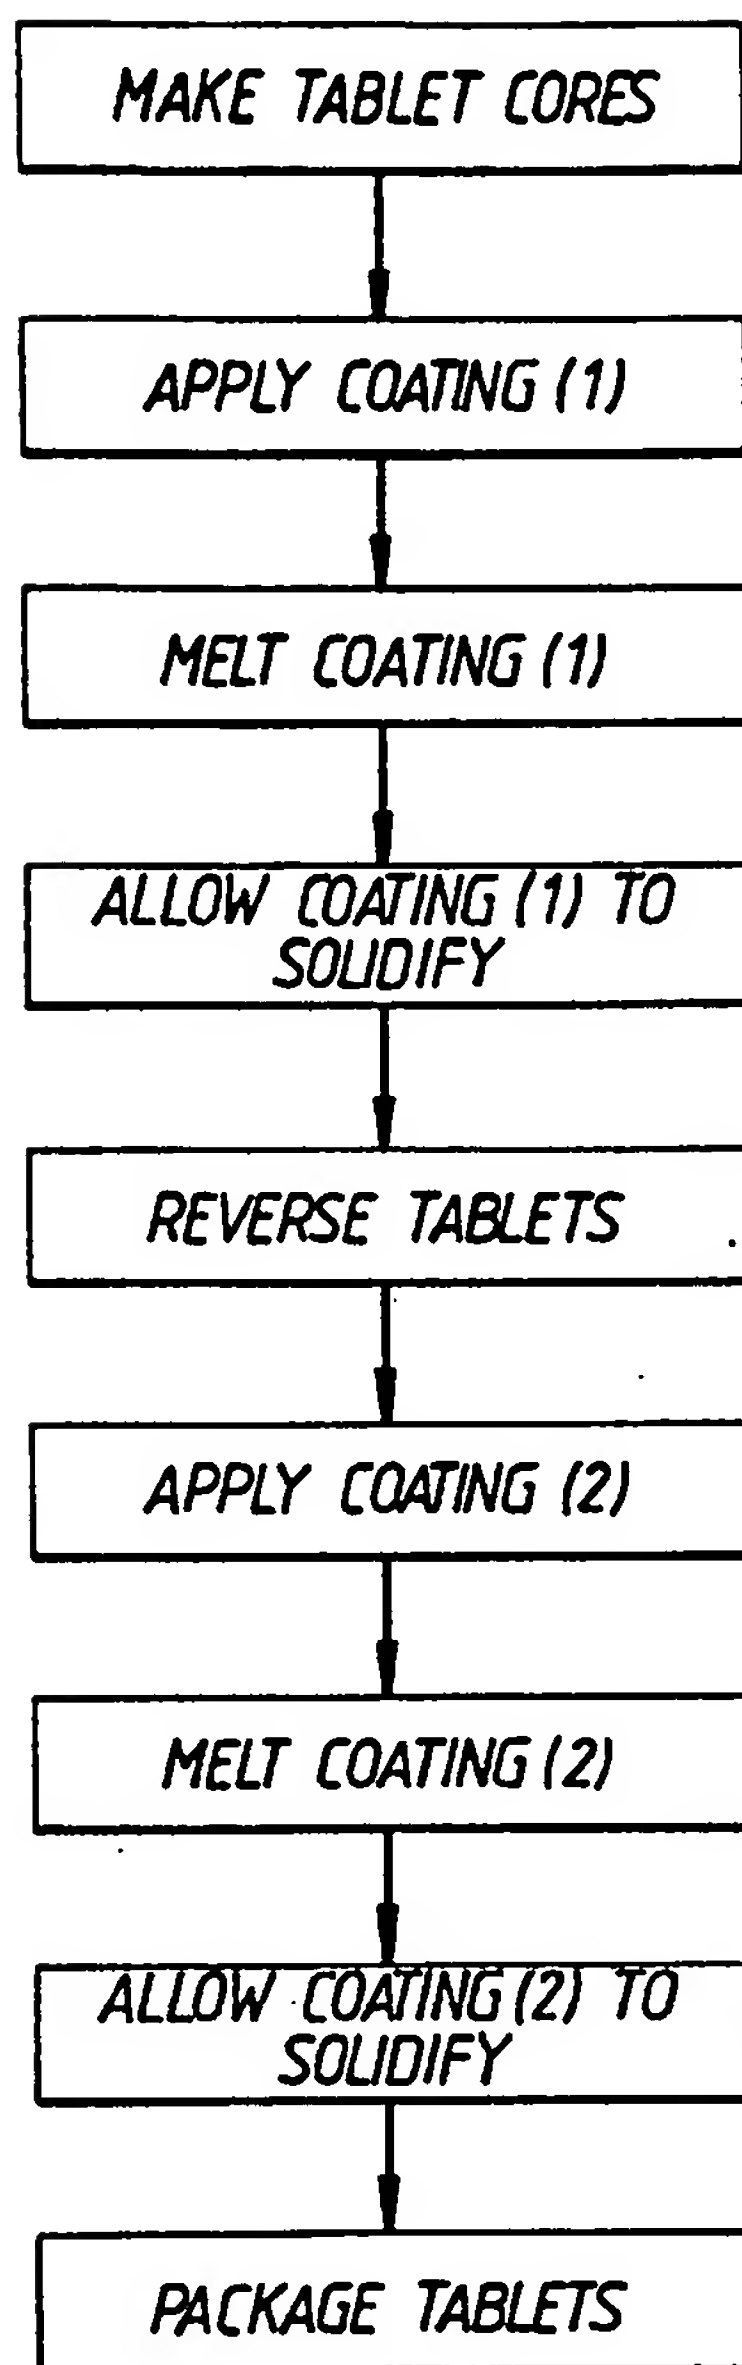 MAKE TABLET CORES
APPLY COATING (1)
MELT COATING (1)
ALLOW COATING (1) TO
SOLIDIFY
REVERSE TABLETS
APPLY COATING (2)
MELT COATING (2)
ALLOW COATING (2) TO
SOLIDIFY
PACKAGE TABLETS